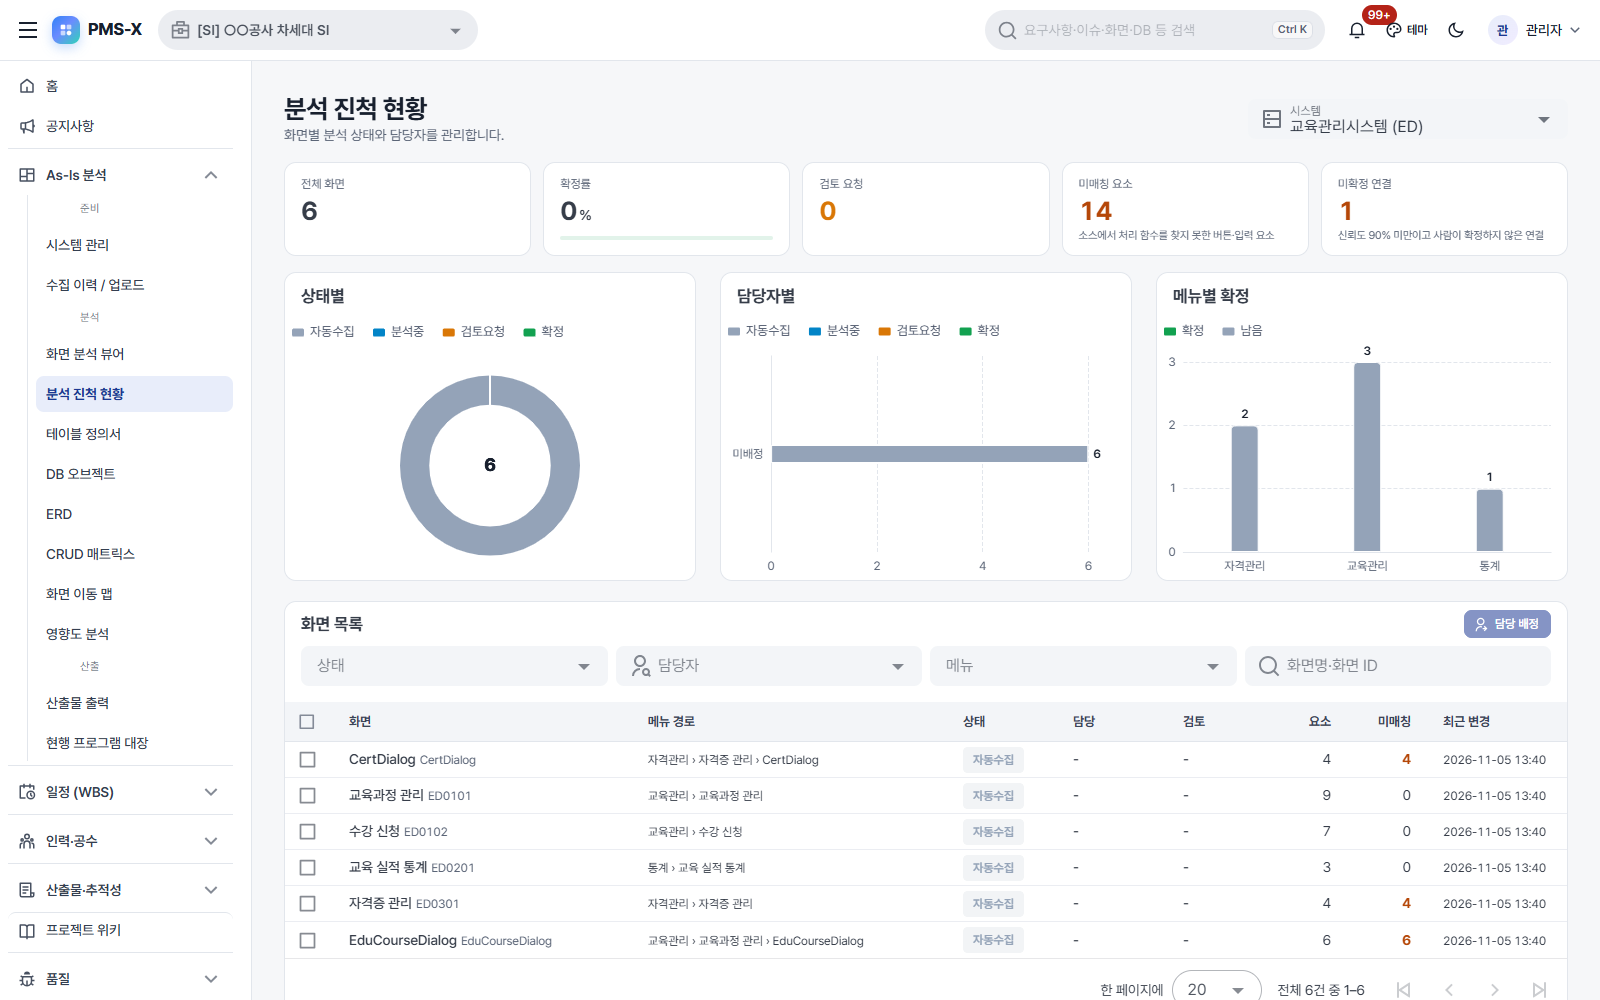 PMS-X
[SI] OO공사 차세대 SI
요구사항·이슈·화면·DB 등 검색
Ctrl K
99+
테마
관
관리자
홈
공지사항
As-Is 분석
준비
시스템 관리
수집 이력 / 업로드
분석
화면 분석 뷰어
분석 진척 현황
테이블 정의서
DB 오브젝트
ERD
CRUD 매트릭스
화면 이동 맵
영향도 분석
산출
산출물 출력
현행 프로그램 대장
일정 (WBS)
인력·공수
산출물·추적성
프로젝트 위키
품질
분석 진척 현황
화면별 분석 상태와 담당자를 관리합니다.
시스템
교육관리시스템 (ED)
전체 화면
6
확정률
0%
검토 요청
0
미매칭 요소
14
소스에서 처리 함수를 찾지 못한 버튼·입력 요소
미확정 연결
1
신뢰도 90% 미만이고 사람이 확정하지 않은 연결
상태별
자동수집 분석중 검토요청 확정
6
담당자별
자동수집 분석중 검토요청 확정
미배정
6
0 2 4 6
메뉴별 확정
확정 남음
3
2
1
0
2
3
1
자격관리 교육관리 통계
화면 목록
담당 배정
상태
담당자
메뉴
화면명·화면 ID
화면 메뉴 경로 상태 담당 검토 요소 미매칭 최근 변경
CertDialog CertDialog 자격관리 › 자격증 관리 › CertDialog 자동수집 - - 4 4 2026-11-05 13:40
교육과정 관리 ED0101 교육관리 › 교육과정 관리 자동수집 - - 9 0 2026-11-05 13:40
수강 신청 ED0102 교육관리 › 수강 신청 자동수집 - - 7 0 2026-11-05 13:40
교육 실적 통계 ED0201 통계 › 교육 실적 통계 자동수집 - - 3 0 2026-11-05 13:40
자격증 관리 ED0301 자격관리 › 자격증 관리 자동수집 - - 4 4 2026-11-05 13:40
EduCourseDialog EduCourseDialog 교육관리 › 교육과정 관리 › EduCourseDialog 자동수집 - - 6 6 2026-11-05 13:40
한 페이지에 20 전체 6건 중 1–6